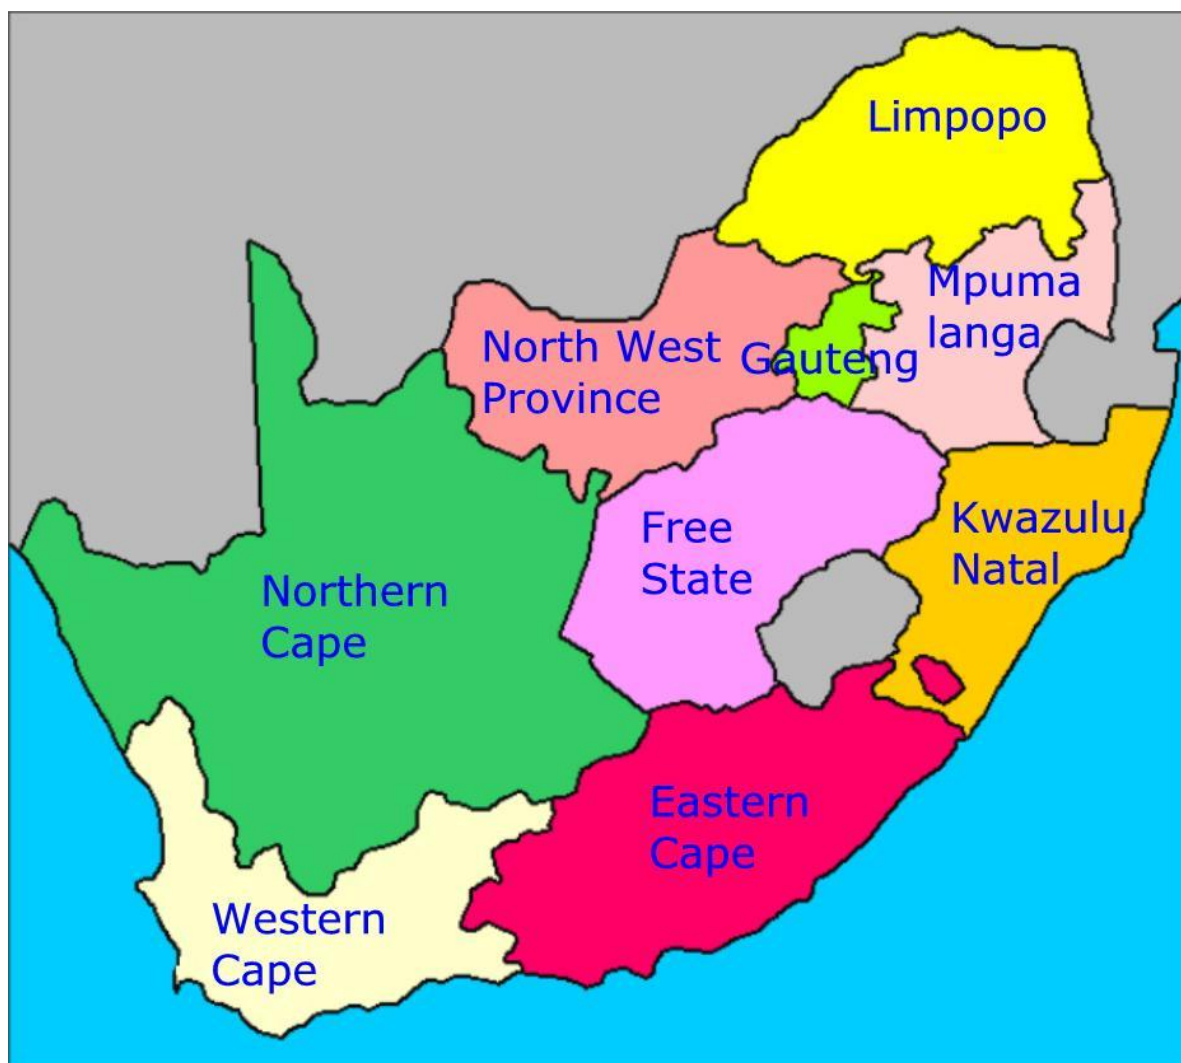 Limpopo
Mpuma
langa
North West
Province
Gauteng
Kwazulu
Natal
Free
State
Northern
Cape
Eastern
Cape
Western
Cape